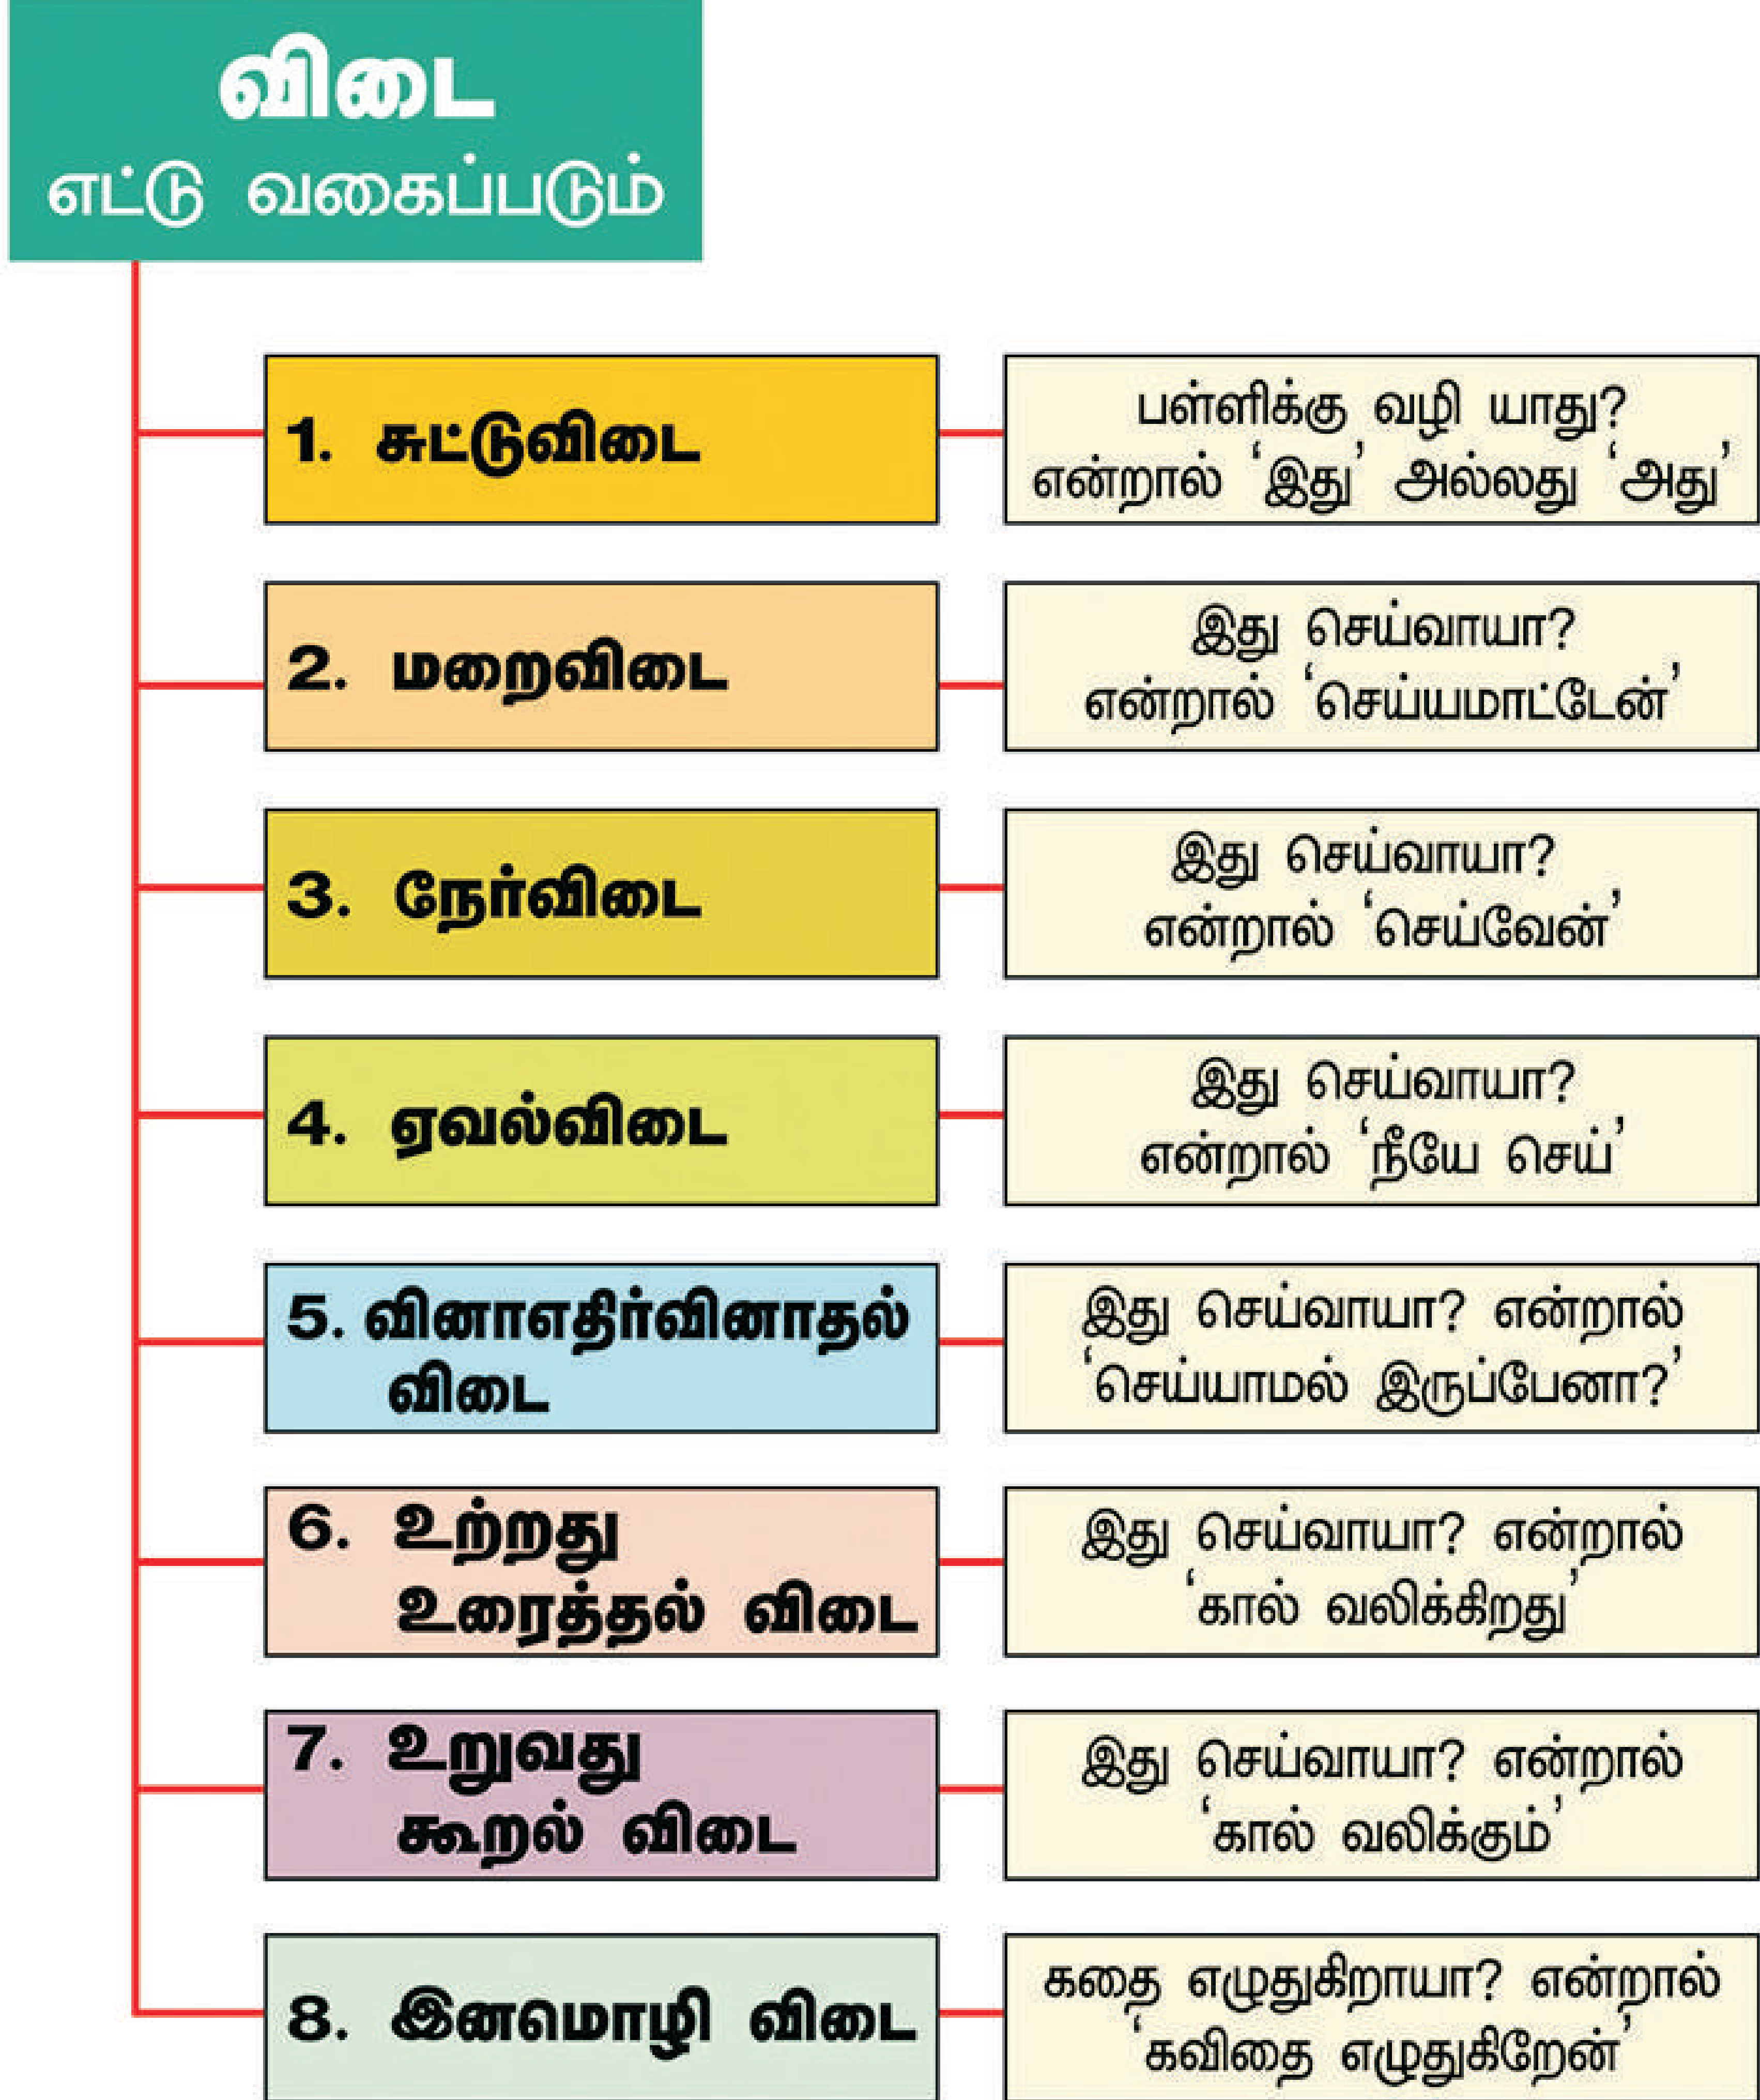 விடை
எட்டு வகைப்படும்
1. சுட்டுவிடை
பள்ளிக்கு வழி யாது?
என்றால் ‘இது’ அல்லது ‘அது’
2. மறைவிடை
இது செய்வாயா?
என்றால் ‘செய்யமாட்டேன்’
3. நேர்விடை
இது செய்வாயா?
என்றால் ‘செய்வேன்’
4. ஏவல்விடை
இது செய்வாயா?
என்றால் ‘நீயே செய்’
5. வினாஎதிர்வினாதல்
விடை
இது செய்வாயா? என்றால்
‘செய்யாமல் இருப்பேனா?’
6. உற்றது
உரைத்தல் விடை
இது செய்வாயா? என்றால்
‘கால் வலிக்கிறது’
7. உறுவது
கூறல் விடை
இது செய்வாயா? என்றால்
‘கால் வலிக்கும்’
8. இனமொழி விடை
கதை எழுதுகிறாயா? என்றால்
‘கவிதை எழுதுகிறேன்’